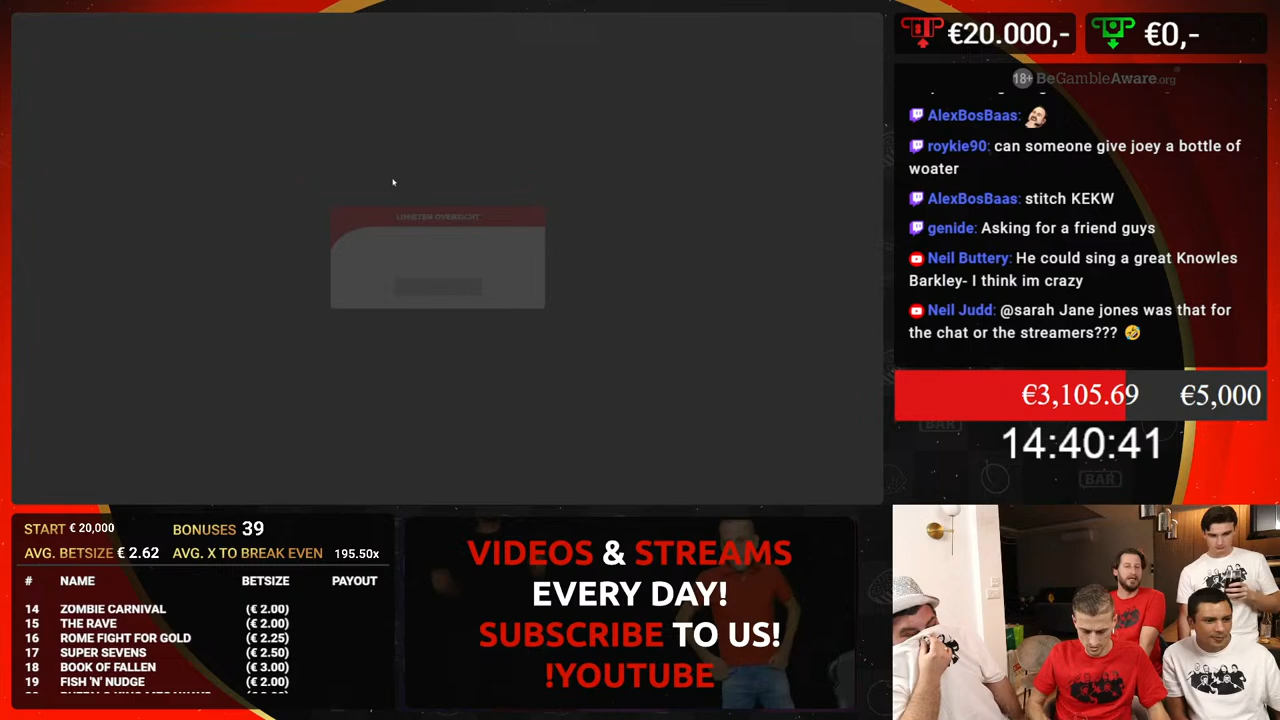 €20.000,-
€0,-
18+ BeGambleAware.org
AlexBosBaas:
roykie90: can someone give joey a bottle of
woater
AlexBosBaas: stitch KEKW
genide: Asking for a friend guys
Neil Buttery: He could sing a great Knowles
Barkley- I think im crazy
Neil Judd: @sarah Jane jones was that for
the chat or the streamers??? 🤣
LIMIETEN OVERZICHT
€3,105.69 €5,000
14:40:41
BAR
BAR
START € 20,000 BONUSES 39
AVG. BETSIZE € 2.62 AVG. X TO BREAK EVEN 195.50x
# NAME BETSIZE PAYOUT
14 ZOMBIE CARNIVAL (€ 2.00)
15 THE RAVE (€ 2.00)
16 ROME FIGHT FOR GOLD (€ 2.25)
17 SUPER SEVENS (€ 2.50)
18 BOOK OF FALLEN (€ 3.00)
19 FISH 'N' NUDGE (€ 2.00)
VIDEOS & STREAMS
EVERY DAY!
SUBSCRIBE TO US!
!YOUTUBE